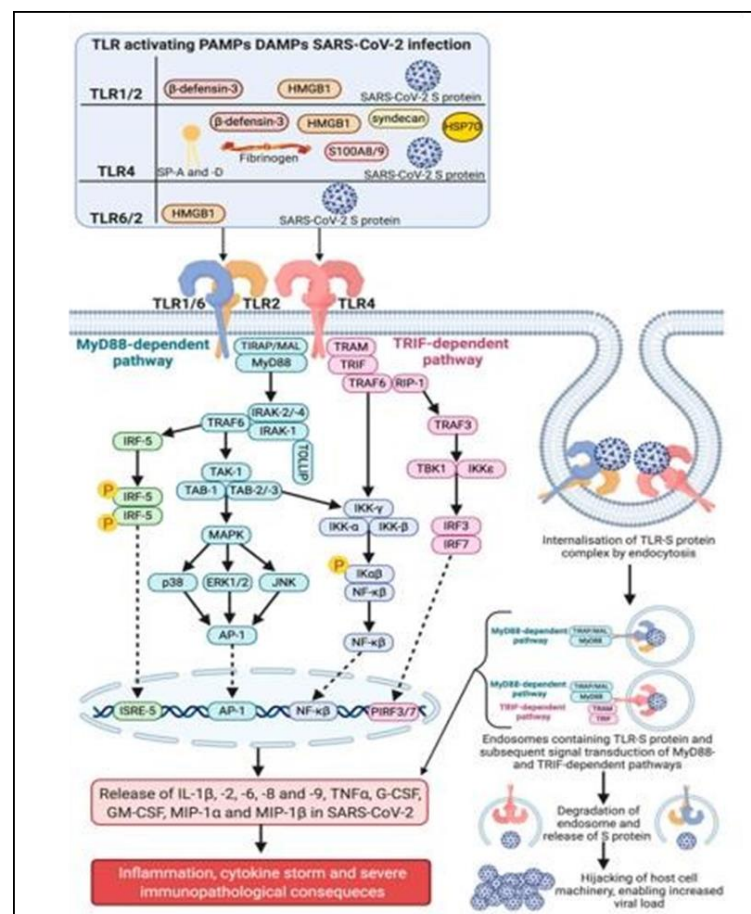 TLR activating PAMPs DAMPs SARS-CoV-2 infection
TLR1/2
β-defensin-3
HMGB1
SARS-CoV-2 S protein
TLR4
β-defensin-3
HMGB1
syndecan
HSP70
Fibrinogen
S100A8/9
SP-A and -D
SARS-CoV-2 S protein
TLR6/2
HMGB1
SARS-CoV-2 S protein
TLR1/6
TLR2
TLR4
MyD88-dependent
pathway
TIRAP/MAL
MyD88
TRAM
TRIF
TRIF-dependent
pathway
TRAF6
RIP-1
IRAK-2/-4
TRAF6
IRAK-1
TOLLIP
TRAF3
IRF-5
TAK-1
TAB-1
TAB-2/-3
TBK1
IKKε
P
IRF-5
P
IRF-5
IKK-γ
IKK-α
IKK-β
MAPK
IRF3
IRF7
p38
ERK1/2
JNK
P
IKαβ
NF-κβ
AP-1
NF-κβ
ISRE-5
AP-1
NF-κβ
PIRF3/7
Internalisation of TLR-S protein
complex by endocytosis
MyD88-dependent
pathway
TIRAP/MAL
MyD88
MyD88-dependent
pathway
TRIF-dependent
pathway
TIRAP/MAL
MyD88
TRAM
TRIF
Endosomes containing TLR-S protein and
subsequent signal transduction of MyD88-
and TRIF-dependent pathways
Degradation of
endosome and
release of S protein
Hijacking of host cell
machinery, enabling increased
viral load
Release of IL-1β, -2, -6, -8 and -9, TNFα, G-CSF,
GM-CSF, MIP-1α and MIP-1β in SARS-CoV-2
Inflammation, cytokine storm and severe
immunopathological consequeces